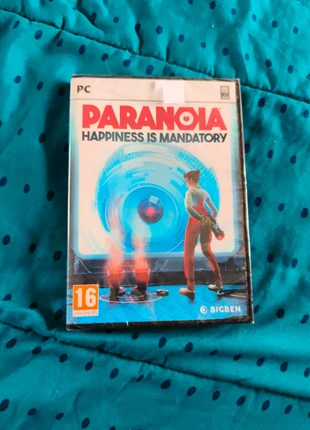 PC
PARANOIA
HAPPINESS IS MANDATORY
16
BIGBEN